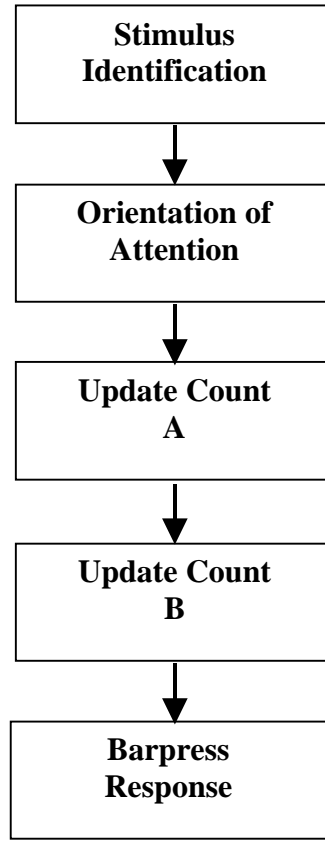 Stimulus
Identification
Orientation of
Attention
Update Count
A
Update Count
B
Barpress
Response